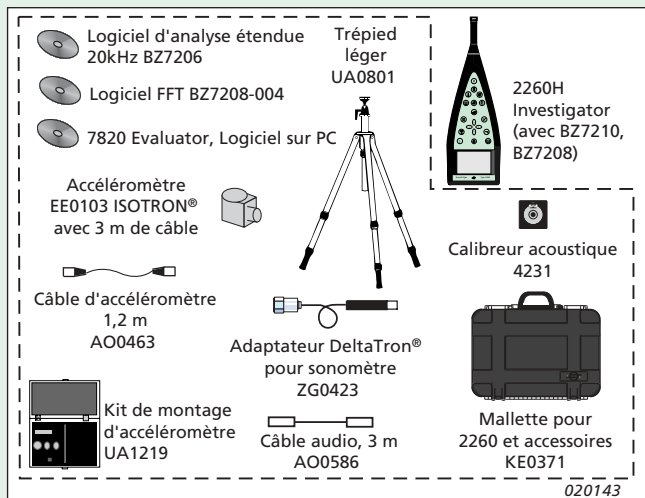 Logiciel d'analyse étendue
20kHz BZ7206
Logiciel FFT BZ7208-004
7820 Evaluator, Logiciel sur PC
Trépied
léger
UA0801
2260H
Investigator
(avec BZ7210,
BZ7208)
Accéléromètre
EE0103 ISOTRON®
avec 3 m de câble
Calibreur acoustique
4231
Câble d'accéléromètre
1,2 m
AO0463
Adaptateur DeltaTron®
pour sonomètre
ZG0423
Kit de montage
d'accéléromètre
UA1219
Câble audio, 3 m
AO0586
Mallette pour
2260 et accessoires
KE0371
020143